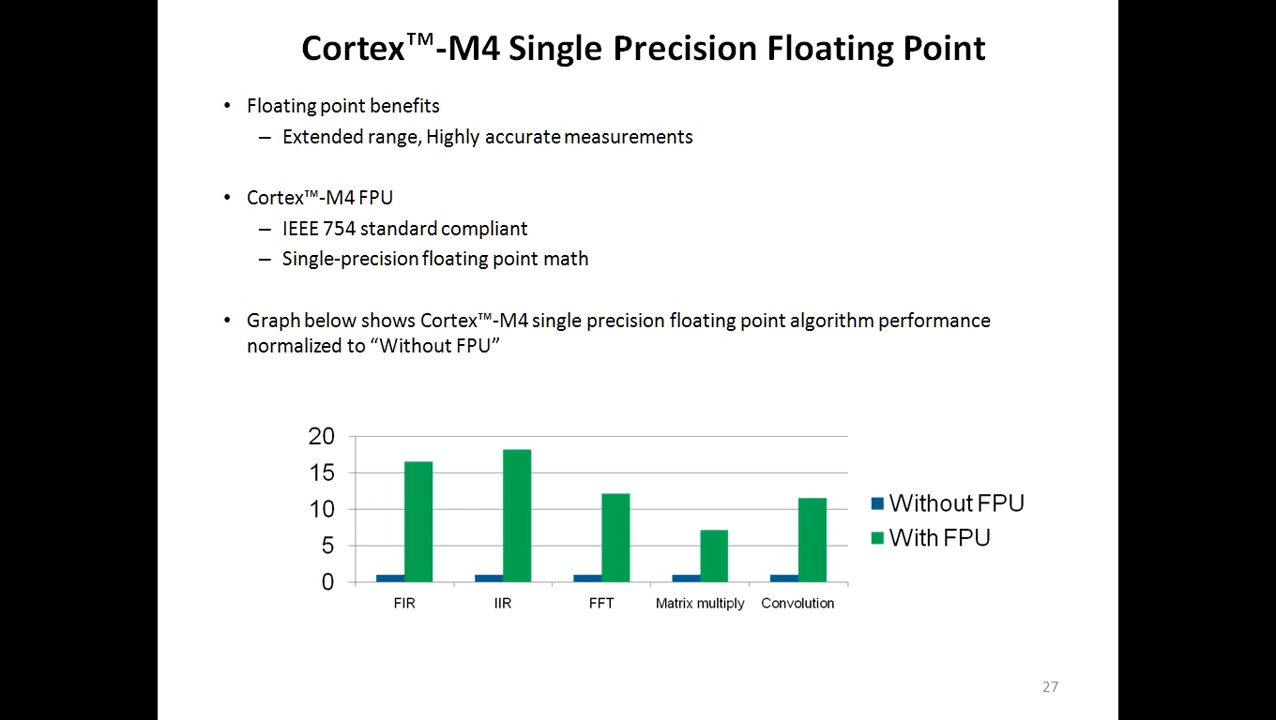 Cortex™-M4 Single Precision Floating Point
• Floating point benefits
– Extended range, Highly accurate measurements
• Cortex™-M4 FPU
– IEEE 754 standard compliant
– Single-precision floating point math
• Graph below shows Cortex™-M4 single precision floating point algorithm performance
normalized to “Without FPU”
20
15
10
5
0
FIR IIR FFT Matrix multiply Convolution
Without FPU
With FPU
27